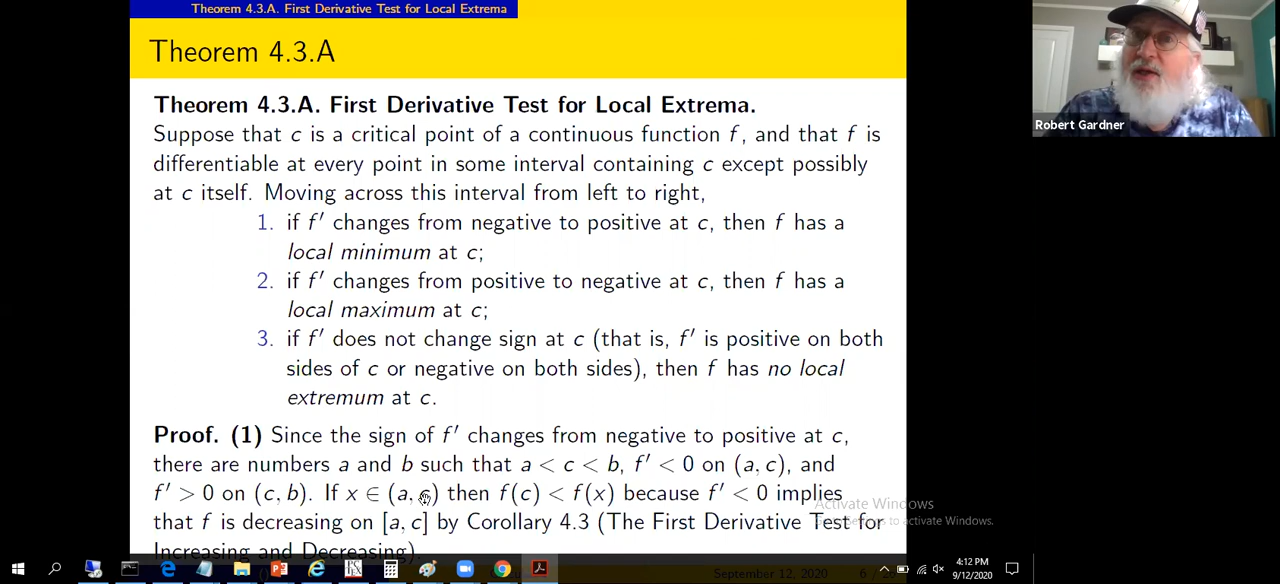 Theorem 4.3.A. First Derivative Test for Local Extrema
Theorem 4.3.A
Theorem 4.3.A. First Derivative Test for Local Extrema.
Suppose that c is a critical point of a continuous function f, and that f is
differentiable at every point in some interval containing c except possibly
at c itself. Moving across this interval from left to right,
1. if f′ changes from negative to positive at c, then f has a
local minimum at c;
2. if f′ changes from positive to negative at c, then f has a
local maximum at c;
3. if f′ does not change sign at c (that is, f′ is positive on both
sides of c or negative on both sides), then f has no local
extremum at c.
Proof. (1) Since the sign of f′ changes from negative to positive at c,
there are numbers a and b such that a < c < b, f′ < 0 on (a, c), and
f′ > 0 on (c, b). If x ∈ (a, c) then f(c) < f(x) because f′ < 0 implies
that f is decreasing on [a, c] by Corollary 4.3 (The First Derivative Test for
Increasing and Decreasing).
Robert Gardner
Activate Windows
activate Windows.
September 12, 2020
4:12 PM
9/12/2020